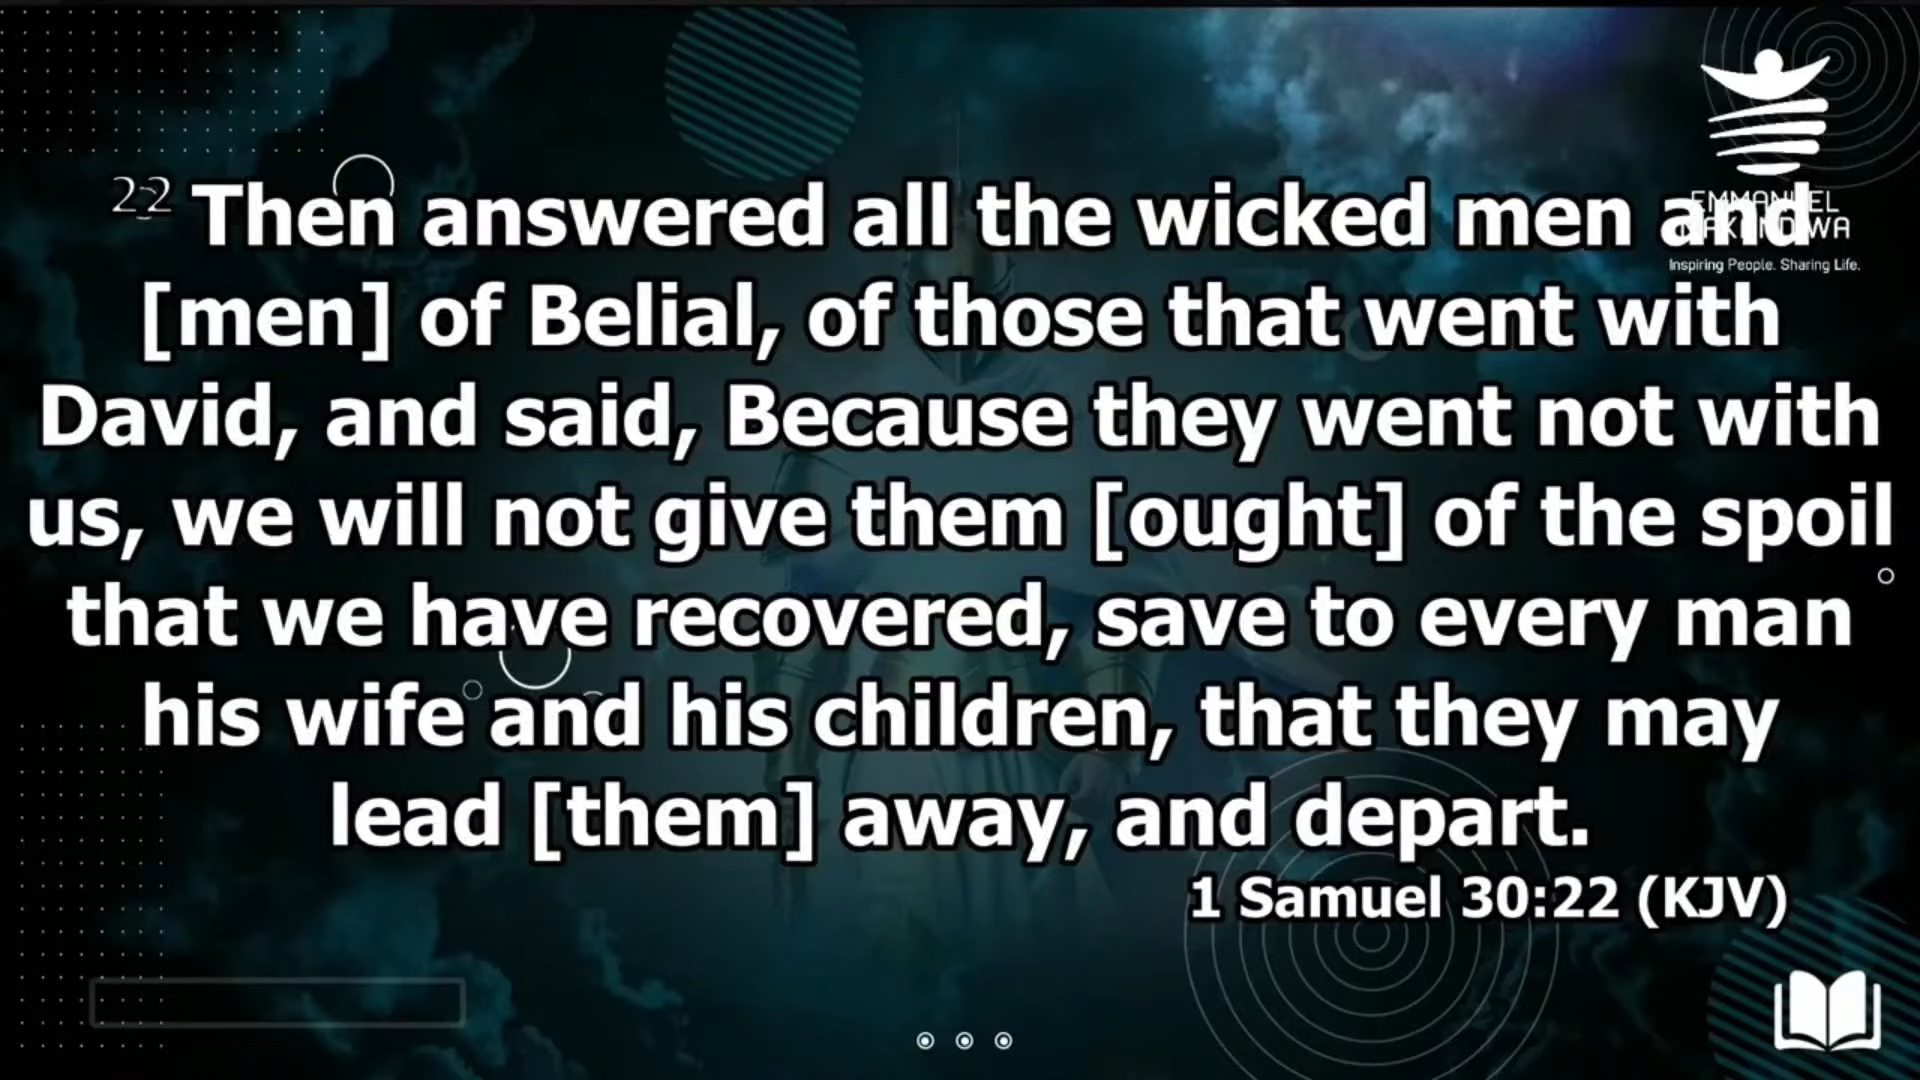 22 Then answered all the wicked men and
[men] of Belial, of those that went with
David, and said, Because they went not with
us, we will not give them [ought] of the spoil
that we have recovered, save to every man
his wife and his children, that they may
lead [them] away, and depart.
1 Samuel 30:22 (KJV)
EMMANUEL
Inspiring People. Sharing Life.